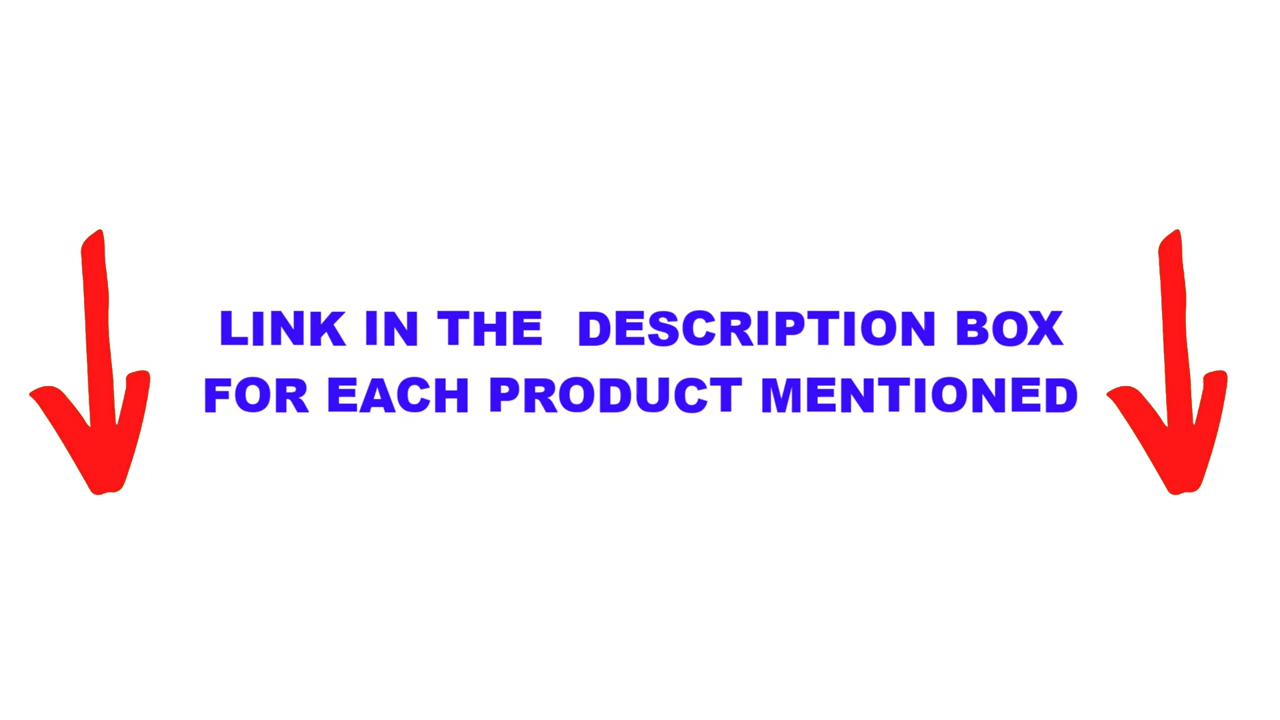 LINK IN THE  DESCRIPTION BOX
FOR EACH PRODUCT MENTIONED